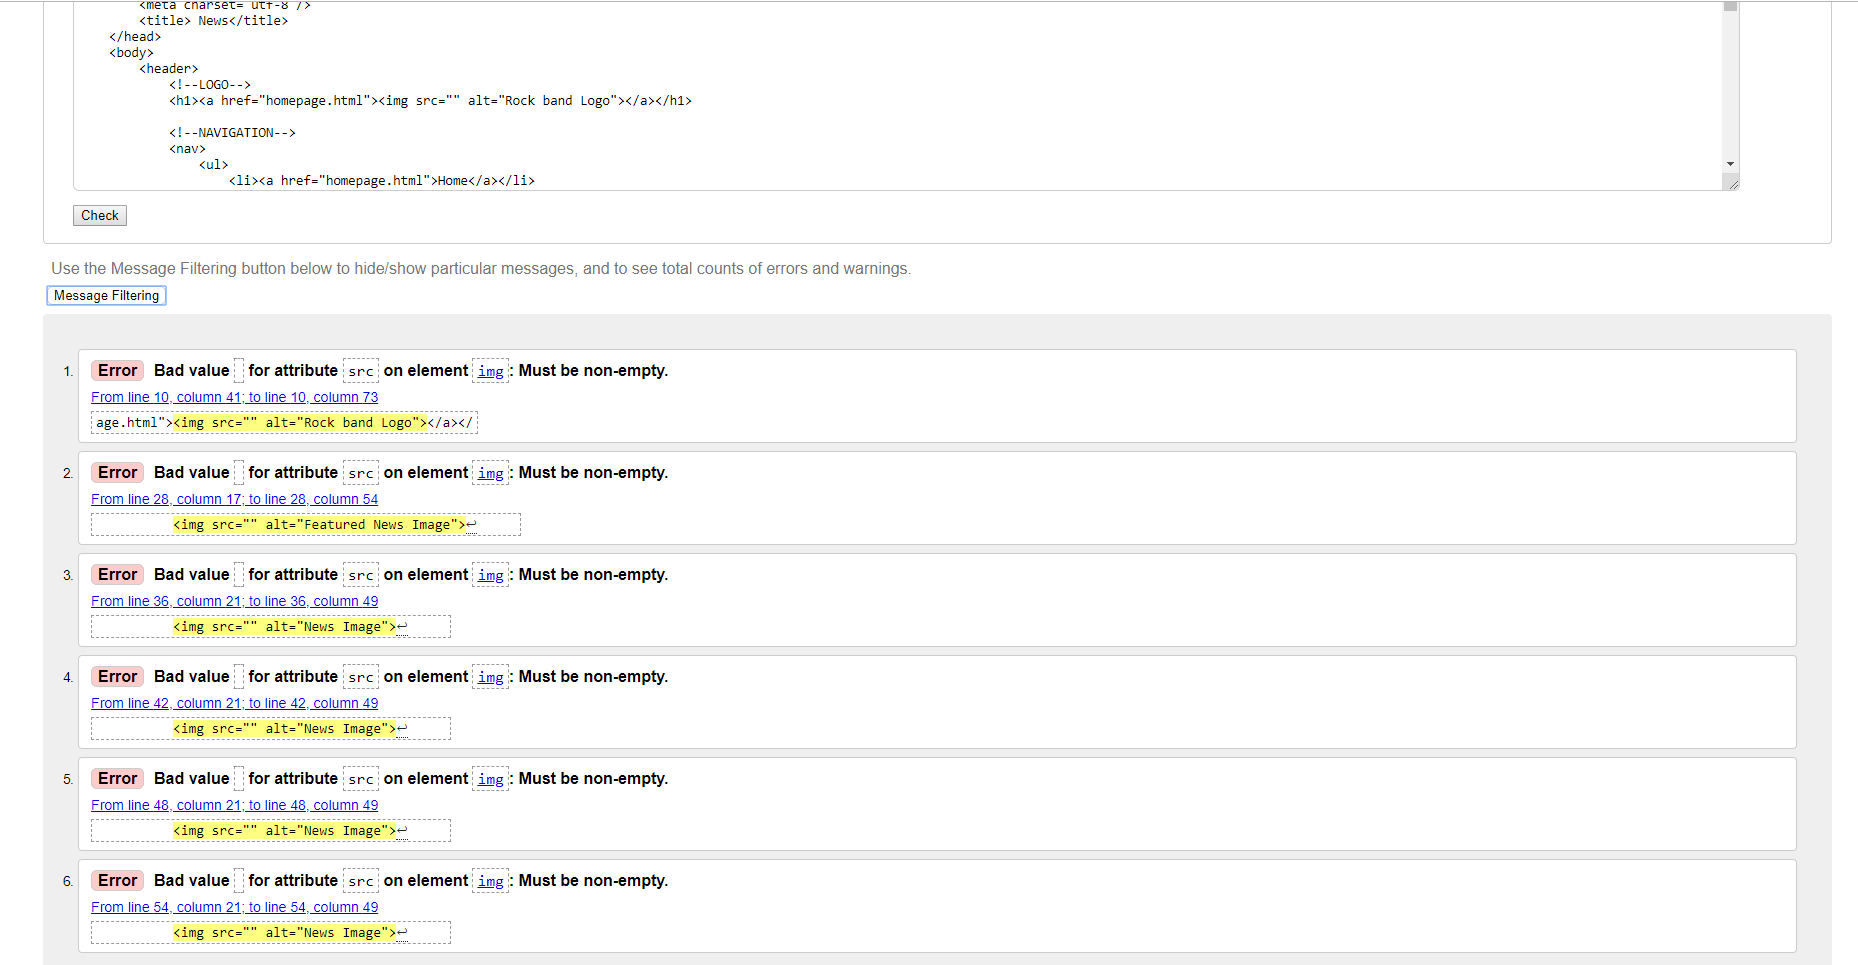 <meta charset="utf-8"/>
<title> News</title>
</head>
<body>
<header>
<!--LOGO-->
<h1><a href="homepage.html"><img src="" alt="Rock band Logo"></a></h1>
<!--NAVIGATION-->
<nav>
<ul>
<li><a href="homepage.html">Home</a></li>
Check
Use the Message Filtering button below to hide/show particular messages, and to see total counts of errors and warnings.
Message Filtering
1. Error Bad value for attribute src on element img: Must be non-empty.
From line 10, column 41; to line 10, column 73
age.html"><img src="" alt="Rock band Logo"></a></
2. Error Bad value for attribute src on element img: Must be non-empty.
From line 28, column 17; to line 28, column 54
<img src="" alt="Featured News Image">↩
3. Error Bad value for attribute src on element img: Must be non-empty.
From line 36, column 21; to line 36, column 49
<img src="" alt="News Image">↩
4. Error Bad value for attribute src on element img: Must be non-empty.
From line 42, column 21; to line 42, column 49
<img src="" alt="News Image">↩
5. Error Bad value for attribute src on element img: Must be non-empty.
From line 48, column 21; to line 48, column 49
<img src="" alt="News Image">↩
6. Error Bad value for attribute src on element img: Must be non-empty.
From line 54, column 21; to line 54, column 49
<img src="" alt="News Image">↩